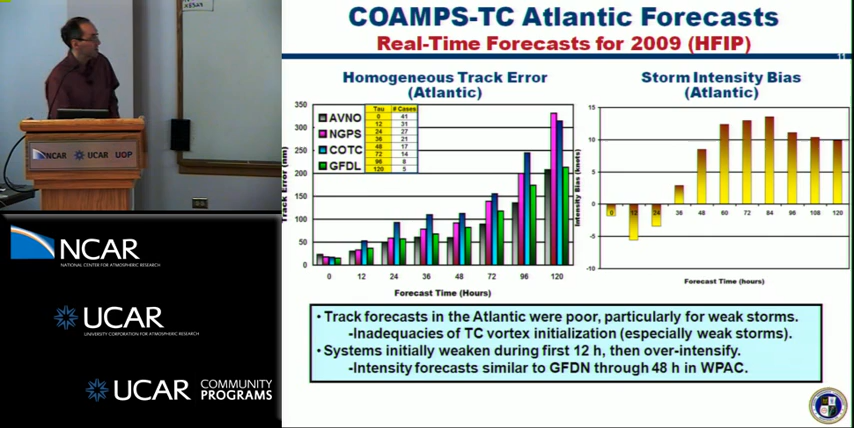 COAMPS-TC Atlantic Forecasts
Real-Time Forecasts for 2009 (HFIP)
11
Homogeneous Track Error
(Atlantic)
350
300
250
200
150
100
50
0
Track Error (nm)
AVNO
NGPS
COTC
GFDL
Tau # Cases
0 41
12 31
24 27
36 21
48 17
72 14
96 8
120 5
0 12 24 36 48 72 96 120
Forecast Time (Hours)
Storm Intensity Bias
(Atlantic)
15
10
5
0
-5
-10
Intensity Bias (knots)
0 12 24 36 48 60 72 84 96 108 120
Forecast Time (hours)
• Track forecasts in the Atlantic were poor, particularly for weak storms.
-Inadequacies of TC vortex initialization (especially weak storms).
• Systems initially weaken during first 12 h, then over-intensify.
-Intensity forecasts similar to GFDN through 48 h in WPAC.
NCAR UCAR UOP
NCAR
NATIONAL CENTER FOR ATMOSPHERIC RESEARCH
UCAR
UNIVERSITY CORPORATION FOR ATMOSPHERIC RESEARCH
UCAR COMMUNITY
PROGRAMS